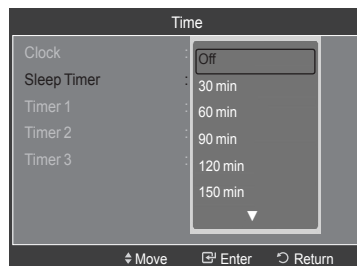 Time
Clock :
Sleep Timer :
Timer 1 :
Timer 2 :
Timer 3 :
Off
30 min
60 min
90 min
120 min
150 min
▼
Move Enter Return